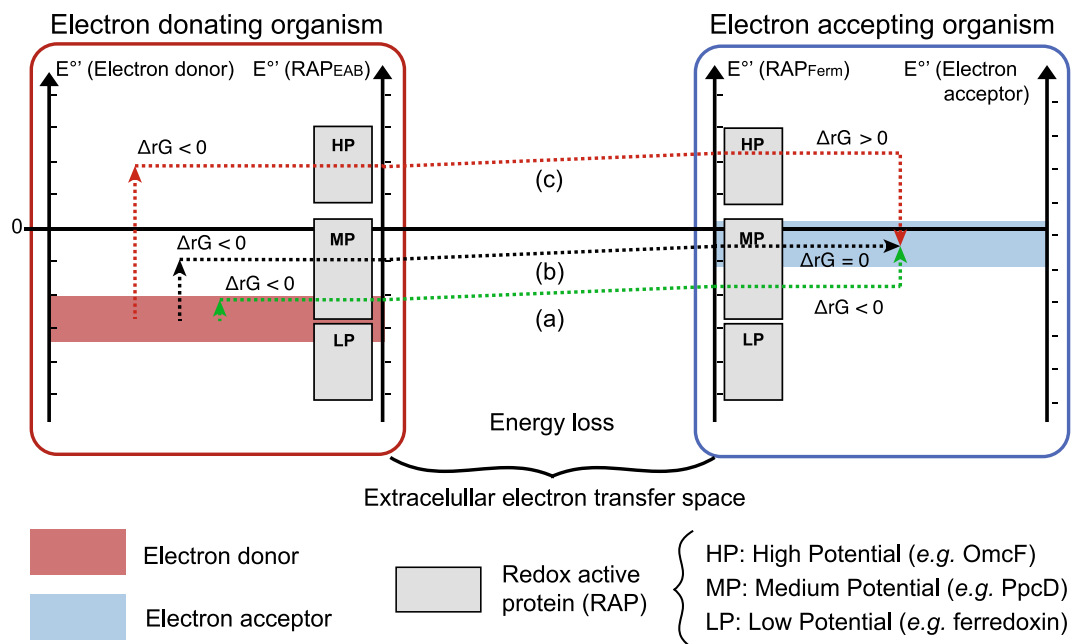 Electron donating organism
Electron accepting organism
E°’ (Electron donor)
E°’ (RAPEAB)
E°’ (RAPFerm)
E°’ (Electron
acceptor)
ΔrG < 0
HP
HP
ΔrG > 0
(c)
0
ΔrG < 0
MP
MP
(b)
ΔrG = 0
ΔrG < 0
(a)
ΔrG < 0
LP
LP
Energy loss
Extracelullar electron transfer space
Electron donor
Electron acceptor
Redox active
protein (RAP)
HP: High Potential (e.g. OmcF)
MP: Medium Potential (e.g. PpcD)
LP: Low Potential (e.g. ferredoxin)